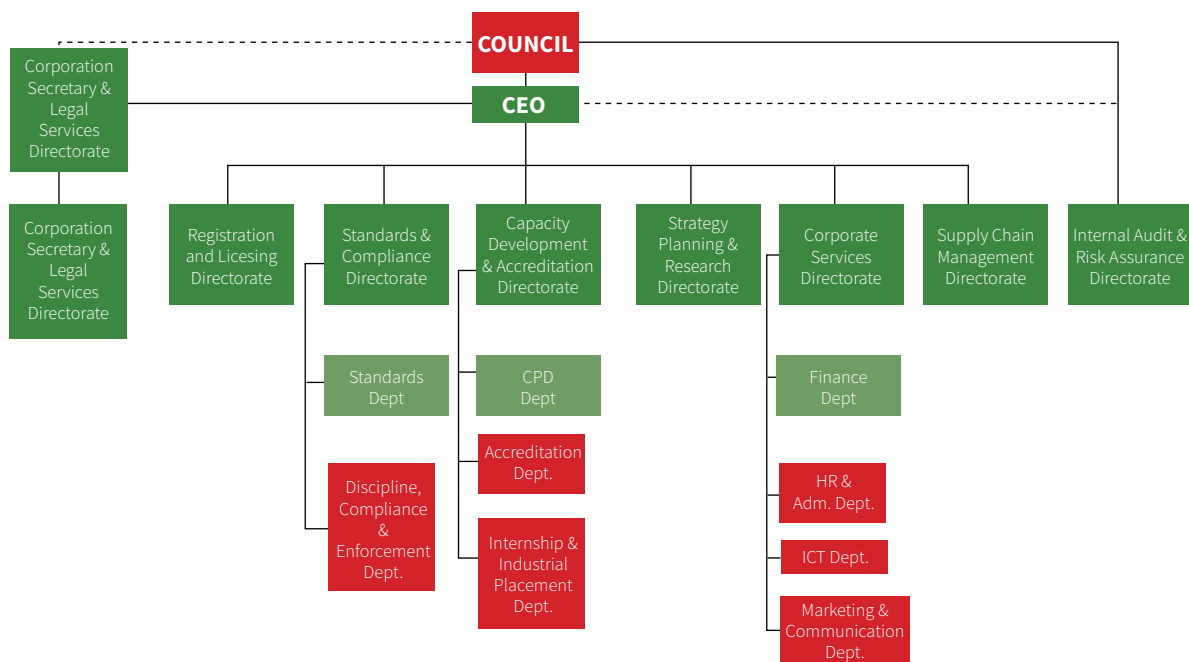 COUNCIL
Corporation
Secretary &
Legal
Services
Directorate
CEO
Corporation
Secretary &
Legal
Services
Directorate
Registration
and Licesing
Directorate
Standards &
Compliance
Directorate
Capacity
Development
& Accreditation
Directorate
Strategy
Planning &
Research
Directorate
Corporate
Services
Directorate
Supply Chain
Management
Directorate
Internal Audit &
Risk Assurance
Directorate
Standards
Dept
CPD
Dept
Finance
Dept
Accreditation
Dept.
Discipline,
Compliance
&
Enforcement
Dept.
HR &
Adm. Dept.
Internship &
Industrial
Placement
Dept.
ICT Dept.
Marketing &
Communication
Dept.